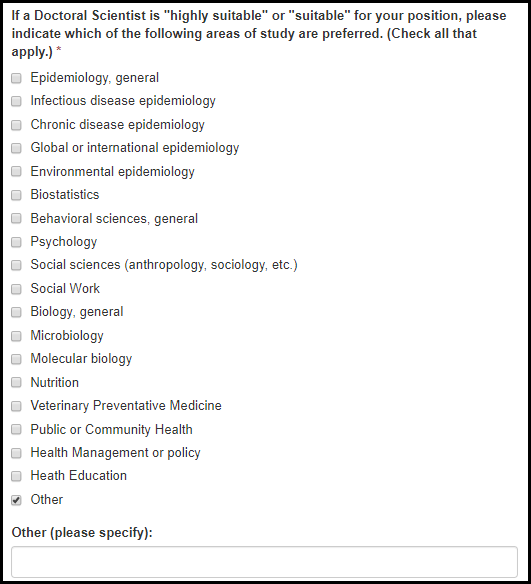 If a Doctoral Scientist is "highly suitable" or "suitable" for your position, please
indicate which of the following areas of study are preferred. (Check all that
apply.) *
Epidemiology, general
Infectious disease epidemiology
Chronic disease epidemiology
Global or international epidemiology
Environmental epidemiology
Biostatistics
Behavioral sciences, general
Psychology
Social sciences (anthropology, sociology, etc.)
Social Work
Biology, general
Microbiology
Molecular biology
Nutrition
Veterinary Preventative Medicine
Public or Community Health
Health Management or policy
Heath Education
Other
Other (please specify):